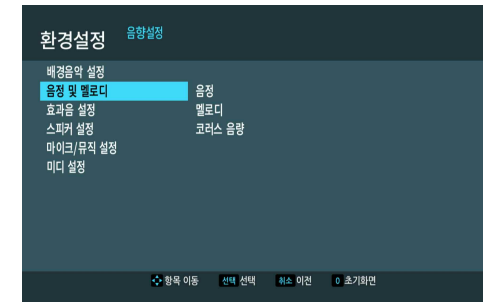 환경설정 음향설정
배경음악 설정
음정 및 멜로디 음정
효과음 설정 멜로디
스피커 설정 코러스 음량
마이크/뮤직 설정
미디 설정
항목 이동 선택 선택 취소 이전 0 초기화면